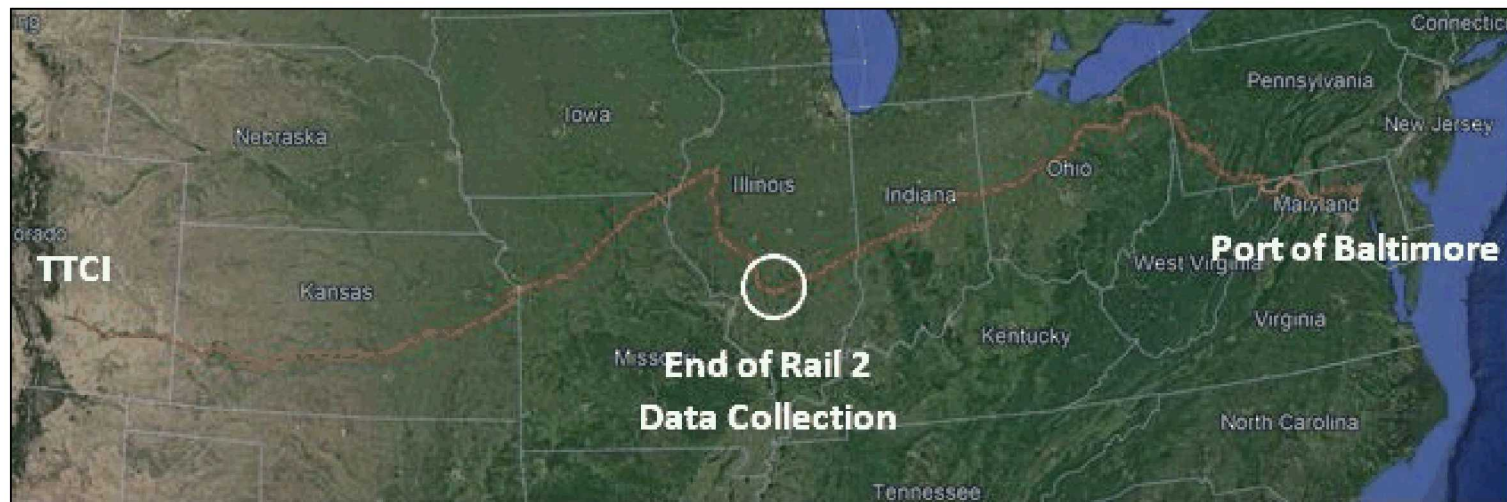 Connectic
Pennsylvania
Iowa
New Jersey
Nebraska
Illinois
Ohio
Indiana
Maryland
orado
TTCI
Port of Baltimore
West Virginia
Kansas
Virginia
Kentucky
End of Rail 2
Data Collection
North Carolina
Tennessee